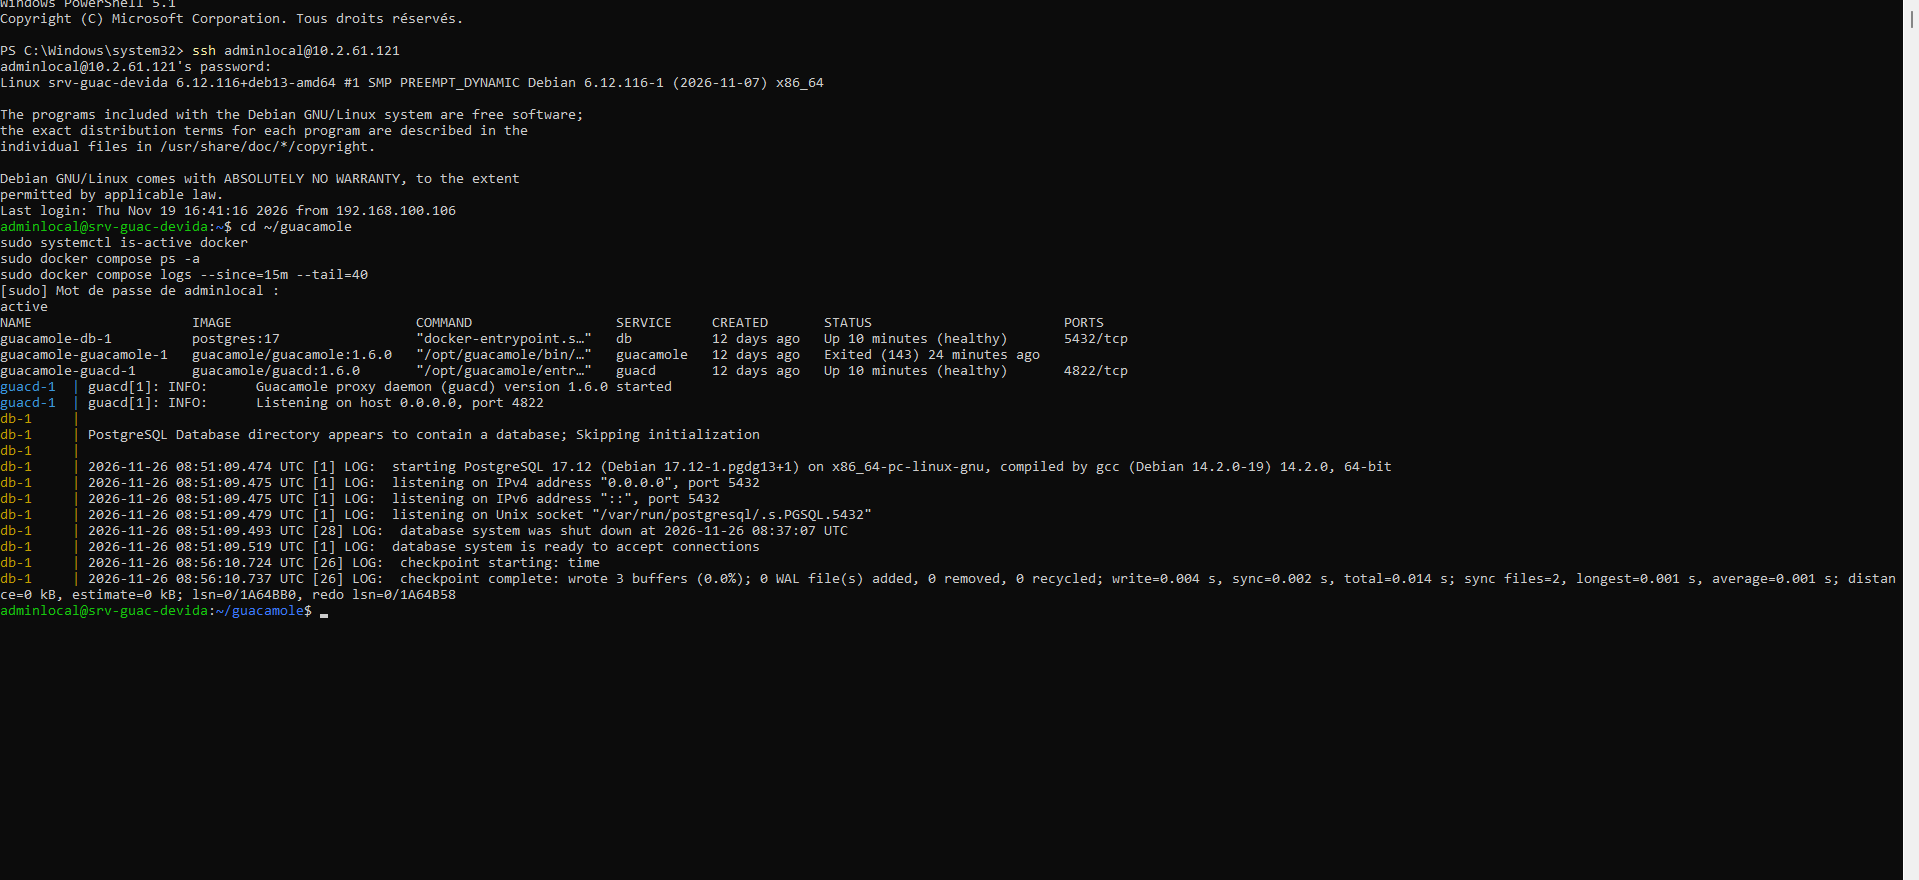 Windows PowerShell 5.1
Copyright (C) Microsoft Corporation. Tous droits réservés.
PS C:\Windows\system32> ssh adminlocal@10.2.61.121
adminlocal@10.2.61.121's password:
Linux srv-guac-devida 6.12.116+deb13-amd64 #1 SMP PREEMPT_DYNAMIC Debian 6.12.116-1 (2026-11-07) x86_64
The programs included with the Debian GNU/Linux system are free software;
the exact distribution terms for each program are described in the
individual files in /usr/share/doc/*/copyright.
Debian GNU/Linux comes with ABSOLUTELY NO WARRANTY, to the extent
permitted by applicable law.
Last login: Thu Nov 19 16:41:16 2026 from 192.168.100.106
adminlocal@srv-guac-devida:~$ cd ~/guacamole
sudo systemctl is-active docker
sudo docker compose ps -a
sudo docker compose logs --since=15m --tail=40
[sudo] Mot de passe de adminlocal :
active
NAME                    IMAGE                       COMMAND                  SERVICE     CREATED       STATUS                        PORTS
guacamole-db-1          postgres:17                 "docker-entrypoint.s…"   db          12 days ago   Up 10 minutes (healthy)       5432/tcp
guacamole-guacamole-1   guacamole/guacamole:1.6.0   "/opt/guacamole/bin/…"   guacamole   12 days ago   Exited (143) 24 minutes ago
guacamole-guacd-1       guacamole/guacd:1.6.0       "/opt/guacamole/entr…"   guacd       12 days ago   Up 10 minutes (healthy)       4822/tcp
guacd-1  | guacd[1]: INFO:      Guacamole proxy daemon (guacd) version 1.6.0 started
guacd-1  | guacd[1]: INFO:      Listening on host 0.0.0.0, port 4822
db-1     |
db-1     | PostgreSQL Database directory appears to contain a database; Skipping initialization
db-1     |
db-1     | 2026-11-26 08:51:09.474 UTC [1] LOG:  starting PostgreSQL 17.12 (Debian 17.12-1.pgdg13+1) on x86_64-pc-linux-gnu, compiled by gcc (Debian 14.2.0-19) 14.2.0, 64-bit
db-1     | 2026-11-26 08:51:09.475 UTC [1] LOG:  listening on IPv4 address "0.0.0.0", port 5432
db-1     | 2026-11-26 08:51:09.475 UTC [1] LOG:  listening on IPv6 address "::", port 5432
db-1     | 2026-11-26 08:51:09.479 UTC [1] LOG:  listening on Unix socket "/var/run/postgresql/.s.PGSQL.5432"
db-1     | 2026-11-26 08:51:09.493 UTC [28] LOG:  database system was shut down at 2026-11-26 08:37:07 UTC
db-1     | 2026-11-26 08:51:09.519 UTC [1] LOG:  database system is ready to accept connections
db-1     | 2026-11-26 08:56:10.724 UTC [26] LOG:  checkpoint starting: time
db-1     | 2026-11-26 08:56:10.737 UTC [26] LOG:  checkpoint complete: wrote 3 buffers (0.0%); 0 WAL file(s) added, 0 removed, 0 recycled; write=0.004 s, sync=0.002 s, total=0.014 s; sync files=2, longest=0.001 s, average=0.001 s; distan
ce=0 kB, estimate=0 kB; lsn=0/1A64BB0, redo lsn=0/1A64B58
adminlocal@srv-guac-devida:~/guacamole$